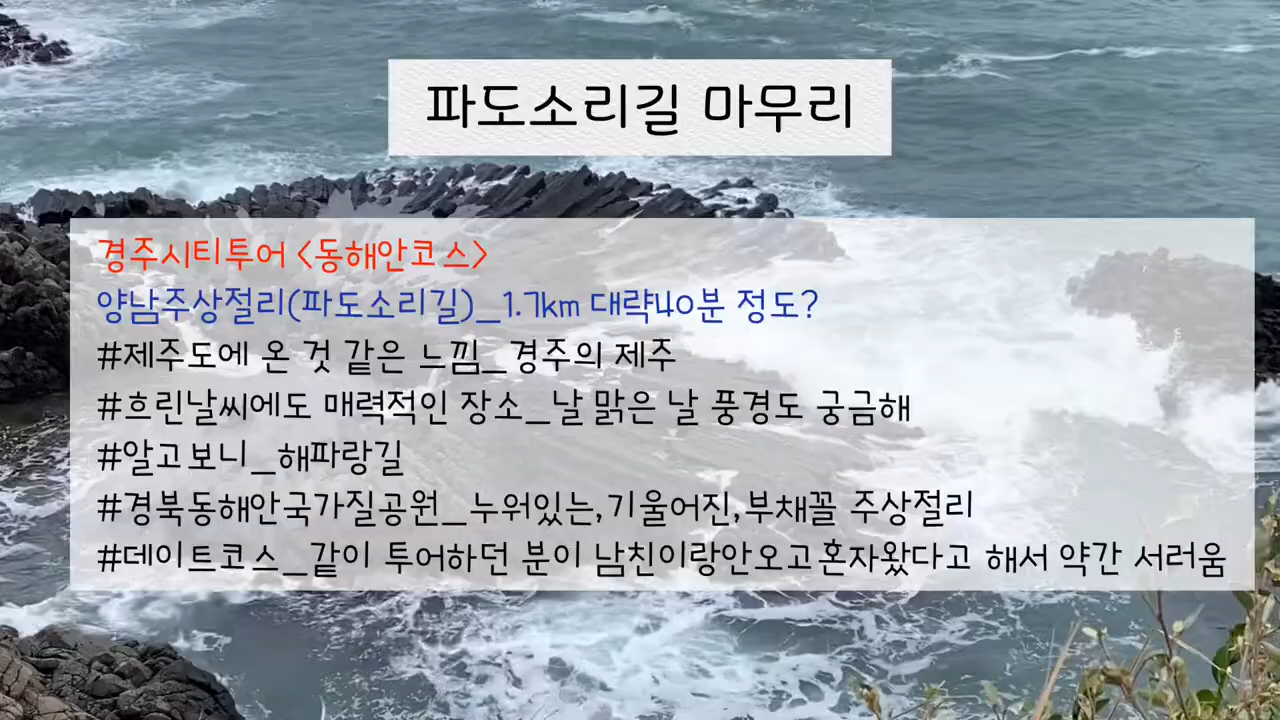 파도소리길 마무리
경주시티투어 <동해안코스>
양남주상절리(파도소리길)_1.7km 대략40분 정도?
#제주도에 온 것 같은 느낌_경주의 제주
#흐린날씨에도 매력적인 장소_날 맑은 날 풍경도 궁금해
#알고보니_해파랑길
#경북동해안국가질공원_누워있는,기울어진,부채꼴 주상절리
#데이트코스_같이 투어하던 분이 남친이랑안오고혼자왔다고 해서 약간 서러움